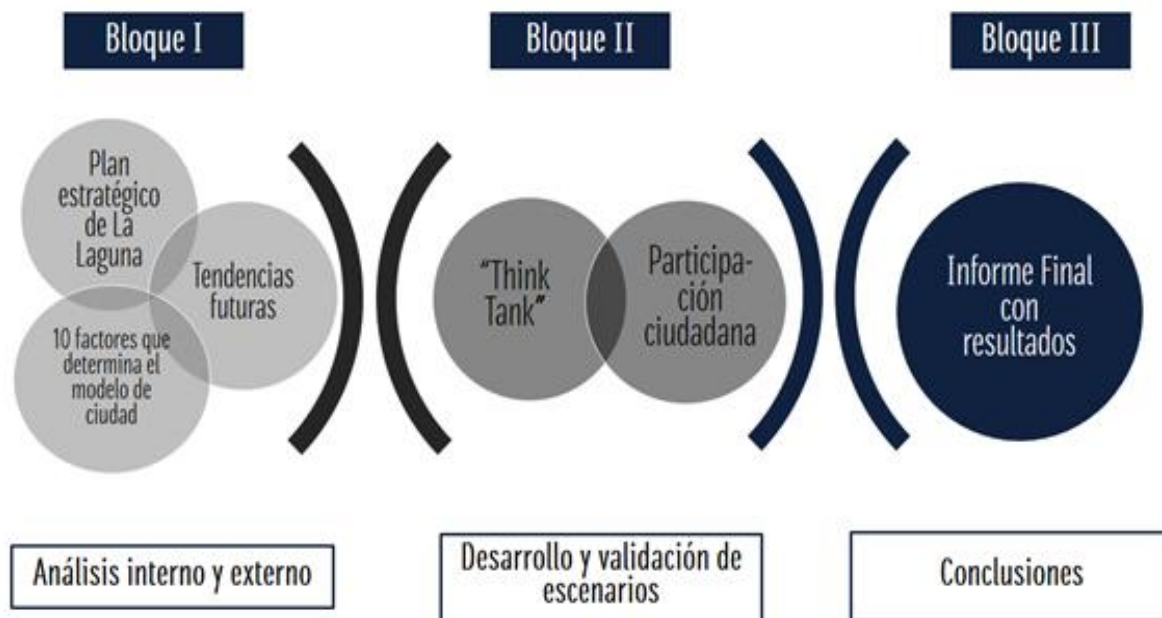 Bloque I
Bloque II
Bloque III
Plan
estratégico
de La
Laguna
Tendencias
futuras
10 factores que
determina el
modelo de
ciudad
“Think
Tank”
Participa-
ción
ciudadana
Informe Final
con
resultados
Análisis interno y externo
Desarrollo y validación de
escenarios
Conclusiones